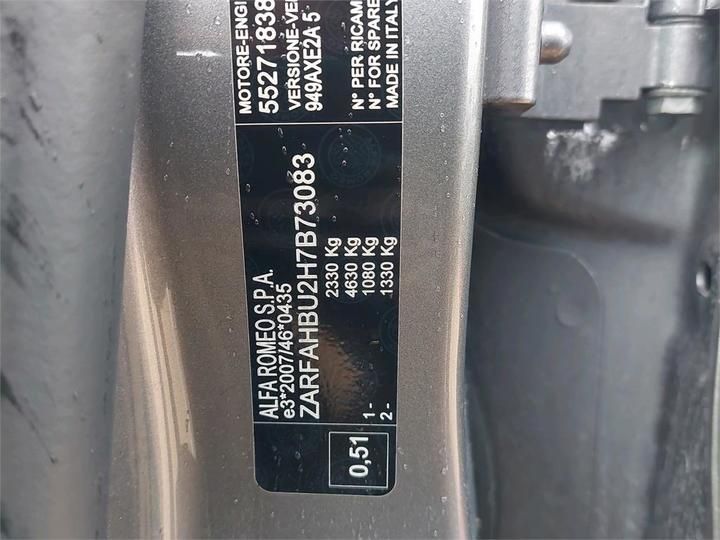 ALFA ROMEO S.P.A.
e3*2007/46*0435
ZARFAHBU2H7B73083
2330 Kg
4630 Kg
1- 1080 Kg
2- 1330 Kg
0,51
MOTORE-ENGI
55271838
VERSIONE-VE
949AXE2A 5
N° PER RICAM
N° FOR SPARE
MADE IN ITALY